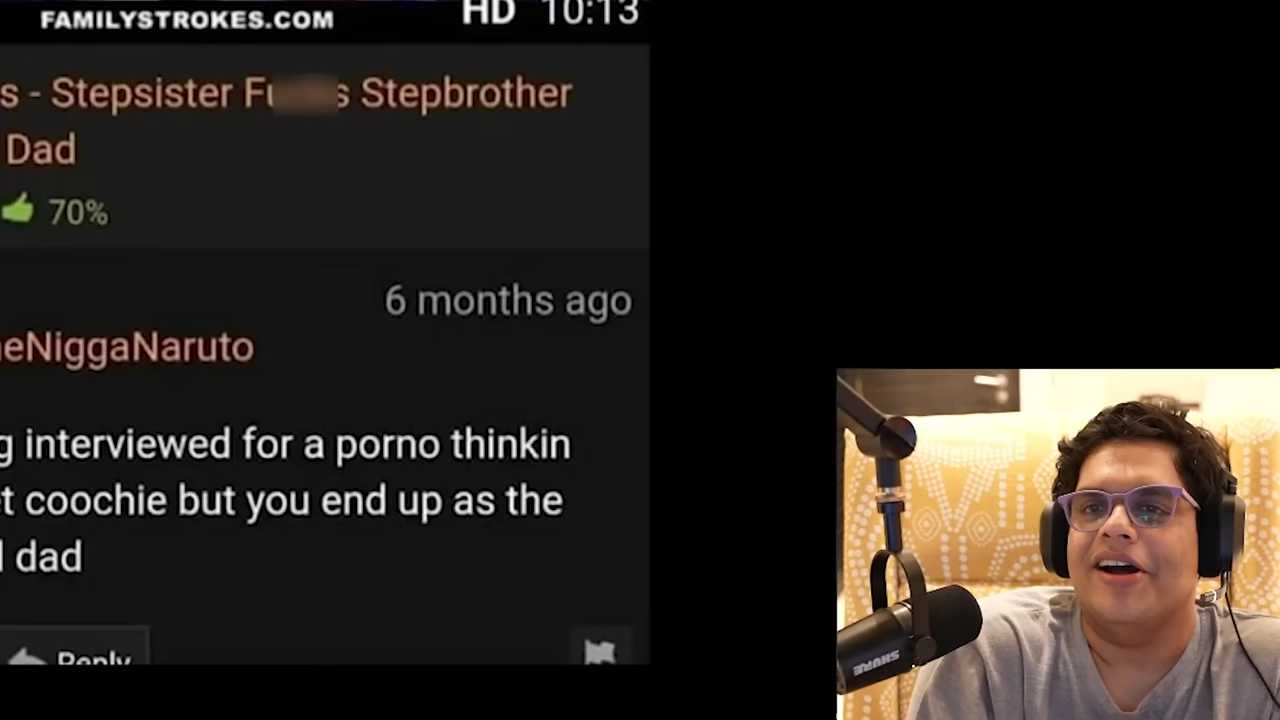 FAMILYSTROKES.COM
HD 10:13
s - Stepsister Fu s Stepbrother
Dad
70%
6 months ago
eNiggaNaruto
g interviewed for a porno thinkin
t coochie but you end up as the
dad
Reply
SHURE